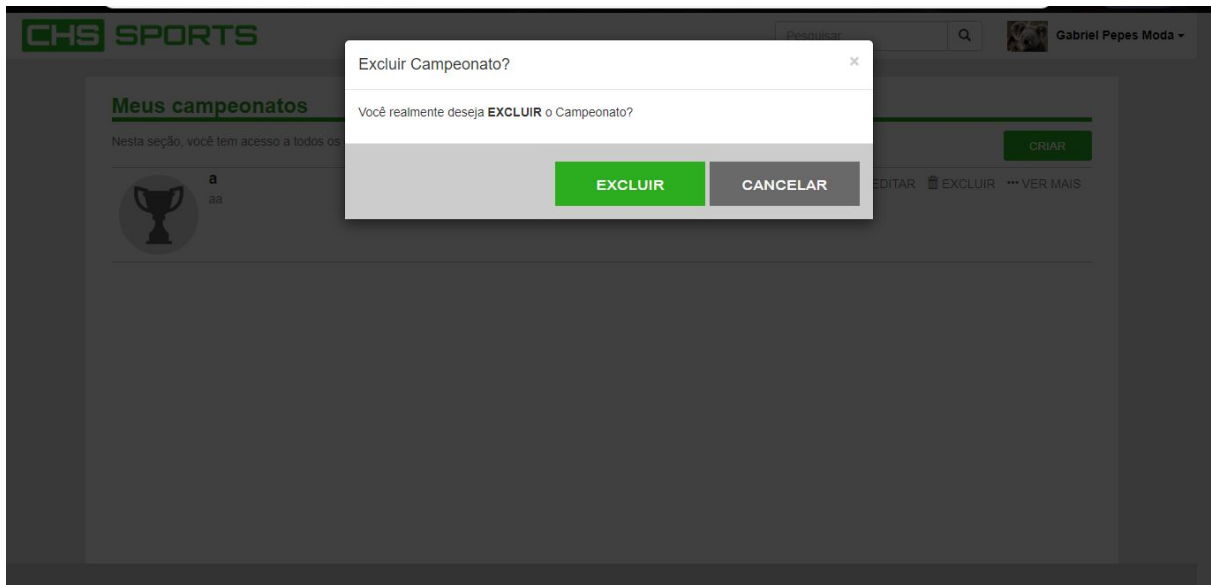 CHS SPORTS
Pesquisar
Gabriel Pepes Moda
Excluir Campeonato?
×
Você realmente deseja EXCLUIR o Campeonato?
EXCLUIR CANCELAR
Meus campeonatos
Nesta seção, você tem acesso a todos os
CRIAR
a
aa
EDITAR EXCLUIR ••• VER MAIS